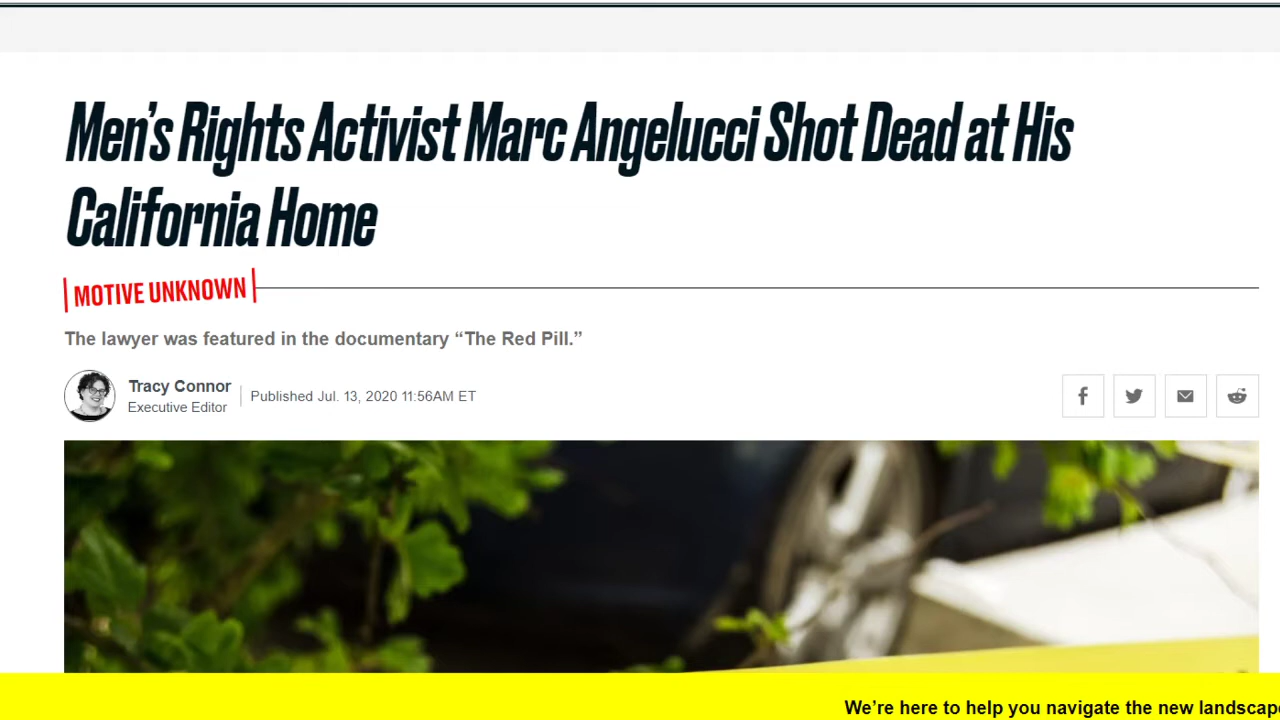 Men’s Rights Activist Marc Angelucci Shot Dead at His
California Home
MOTIVE UNKNOWN
The lawyer was featured in the documentary “The Red Pill.”
Tracy Connor
Executive Editor
Published Jul. 13, 2020 11:56AM ET
We’re here to help you navigate the new landscap